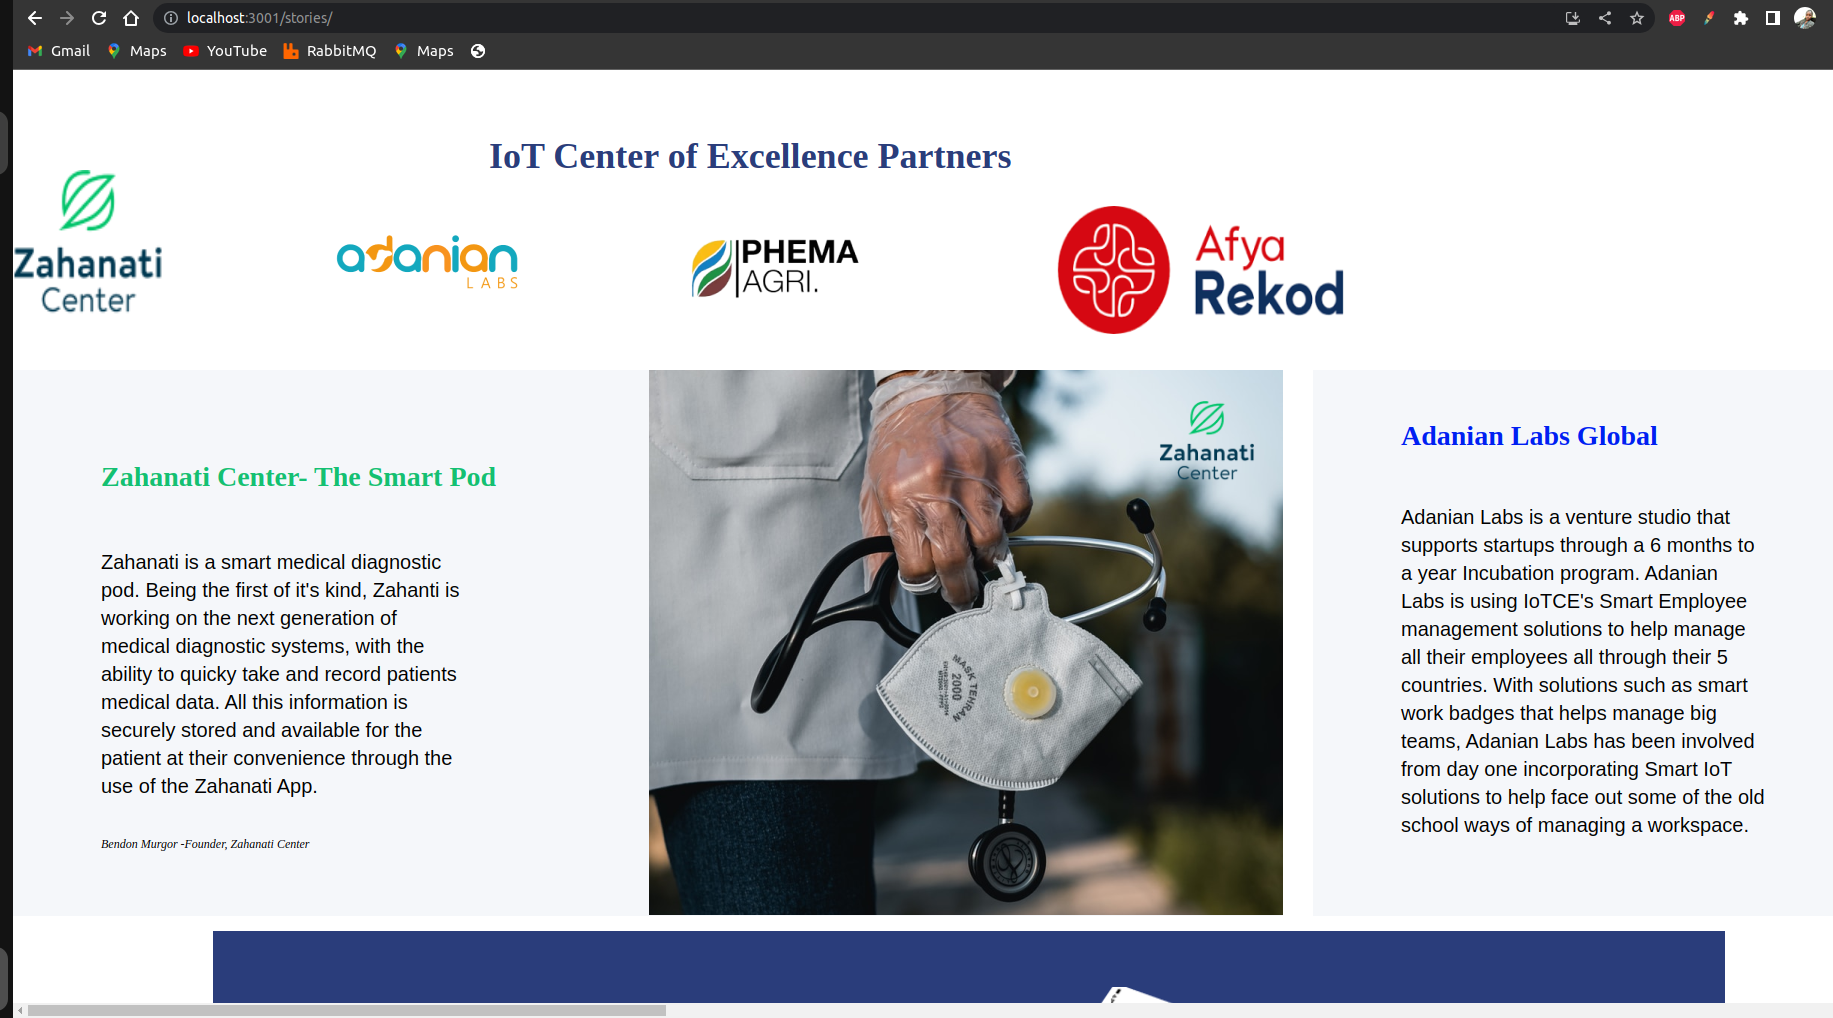 localhost:3001/stories/
ABP
Gmail Maps YouTube RabbitMQ Maps
IoT Center of Excellence Partners
Zahanati
Center
adanian
LABS
PHEMA
AGRI.
Afya
Rekod
Zahanati Center- The Smart Pod
Zahanati is a smart medical diagnostic
pod. Being the first of it's kind, Zahanti is
working on the next generation of
medical diagnostic systems, with the
ability to quicky take and record patients
medical data. All this information is
securely stored and available for the
patient at their convenience through the
use of the Zahanati App.
Bendon Murgor -Founder, Zahanati Center
Zahanati
Center
MASK TEHRAN
2000
Adanian Labs Global
Adanian Labs is a venture studio that
supports startups through a 6 months to
a year Incubation program. Adanian
Labs is using IoTCE's Smart Employee
management solutions to help manage
all their employees all through their 5
countries. With solutions such as smart
work badges that helps manage big
teams, Adanian Labs has been involved
from day one incorporating Smart IoT
solutions to help face out some of the old
school ways of managing a workspace.